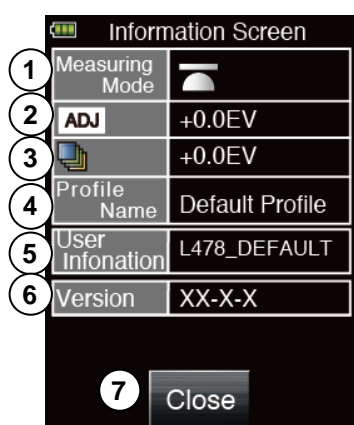 Information Screen
1
Measuring
Mode
2
ADJ
+0.0EV
3
+0.0EV
4
Profile
Name
Default Profile
5
User
Infonation
L478_DEFAULT
6
Version
XX-X-X
7
Close